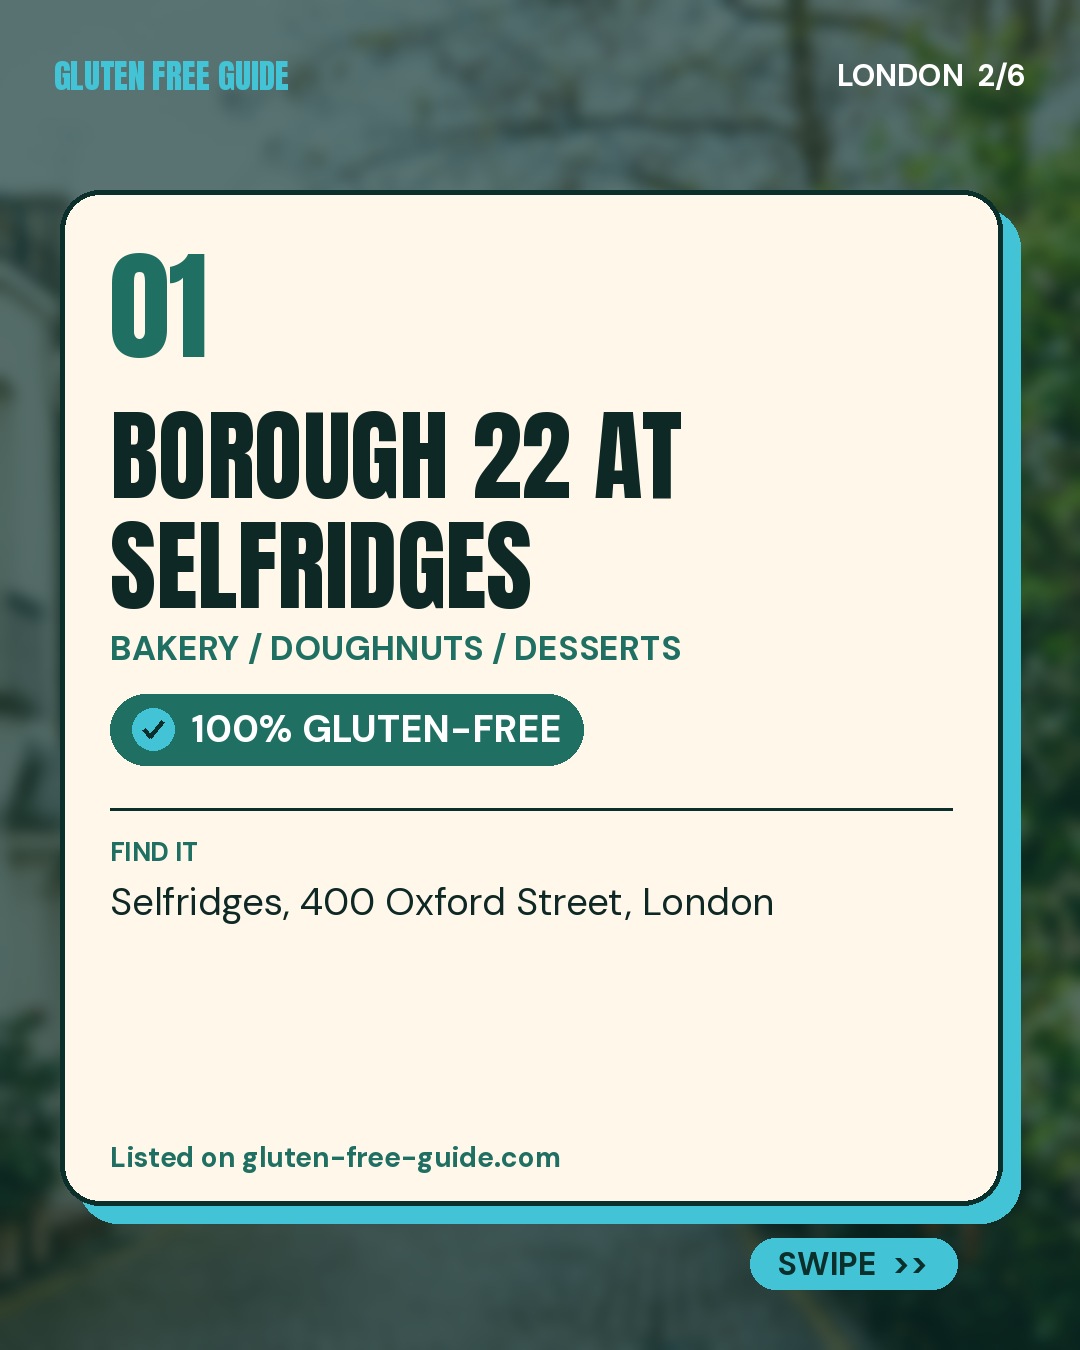 GLUTEN FREE GUIDE
LONDON 2/6
01
BOROUGH 22 AT
SELFRIDGES
BAKERY / DOUGHNUTS / DESSERTS
100% GLUTEN-FREE
FIND IT
Selfridges, 400 Oxford Street, London
Listed on gluten-free-guide.com
SWIPE >>